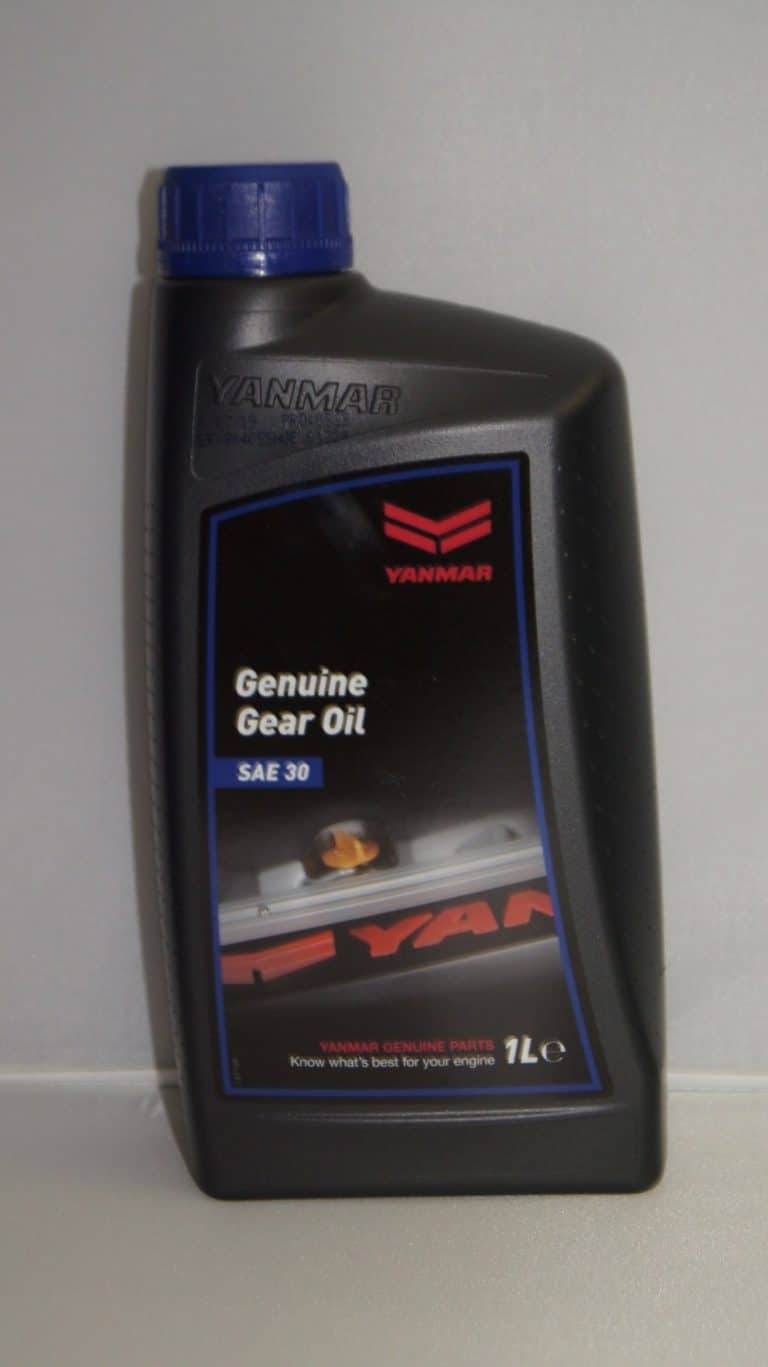 YANMAR
YANMAR
Genuine
Gear Oil
SAE 30
YAN
YANMAR GENUINE PARTS
Know what's best for your engine
1L℮